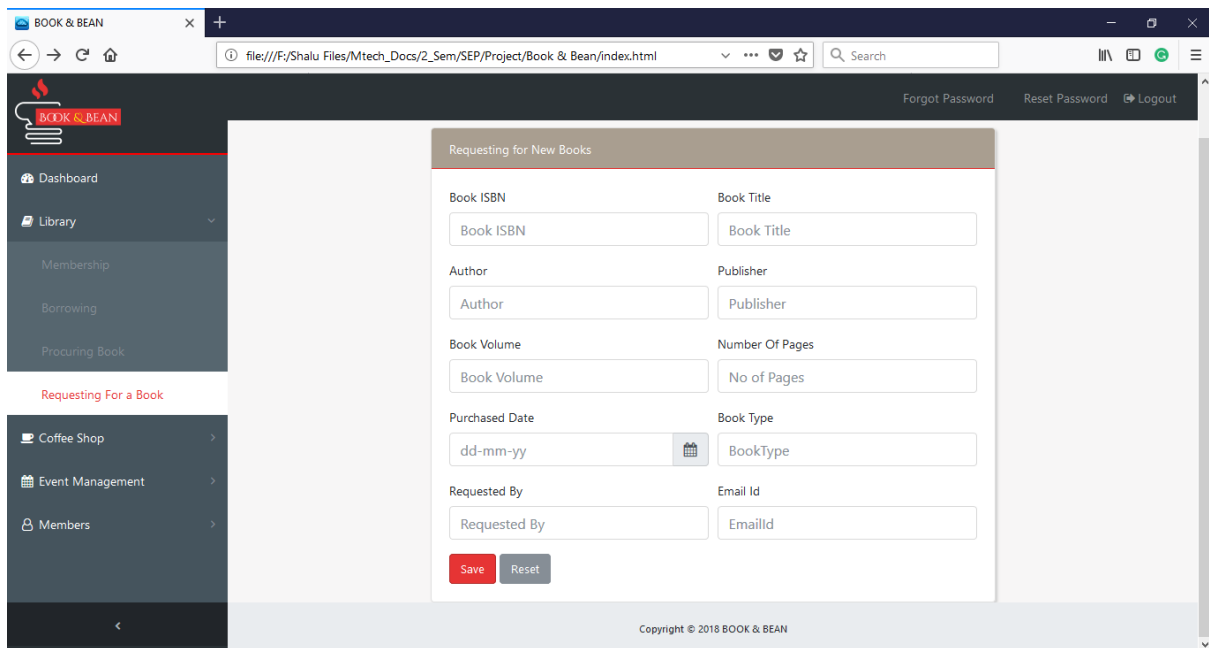 BOOK & BEAN
file:///F:/Shalu Files/Mtech_Docs/2_Sem/SEP/Project/Book & Bean/index.html
Search
BOOK & BEAN
Forgot Password
Reset Password
Logout
Dashboard
Library
Membership
Borrowing
Procuring Book
Requesting For a Book
Coffee Shop
Event Management
Members
Requesting for New Books
Book ISBN
Book Title
Book ISBN
Book Title
Author
Publisher
Author
Publisher
Book Volume
Number Of Pages
Book Volume
No of Pages
Purchased Date
Book Type
dd-mm-yy
BookType
Requested By
Email Id
Requested By
EmailId
Save
Reset
Copyright © 2018 BOOK & BEAN